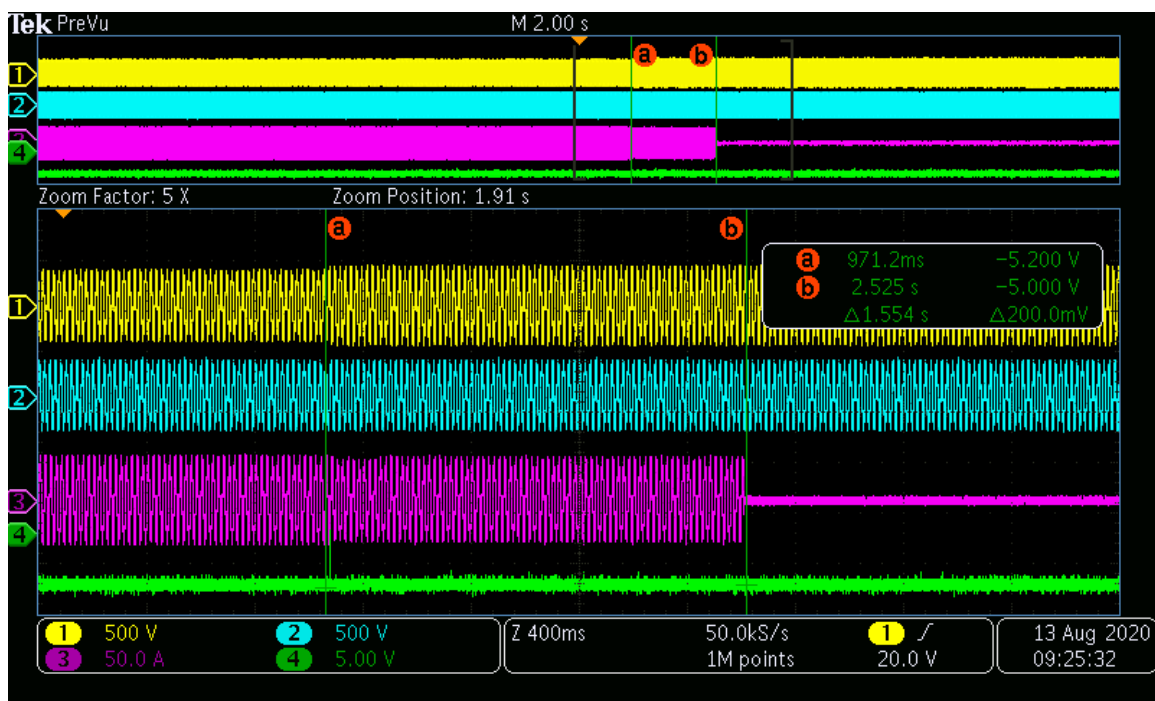 Tek PreVu M 2.00 s
a b
1
2
3
4
Zoom Factor: 5 X Zoom Position: 1.91 s
a b
a 971.2ms −5.200 V
b 2.525 s −5.000 V
Δ1.554 s Δ200.0mV
1
2
3
4
1 500 V 2 500 V Z 400ms 50.0kS/s 1 13 Aug 2020
3 50.0 A 4 5.00 V 1M points 20.0 V 09:25:32